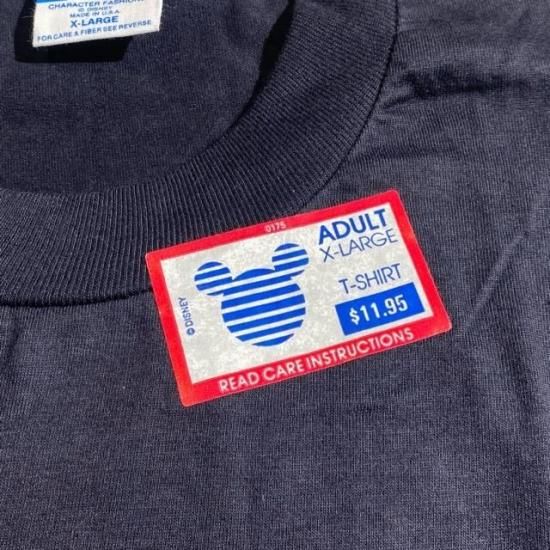 CHARACTER FASHIONS
© DISNEY
MADE IN U.S.A.
X-LARGE
FOR CARE & FIBER SEE REVERSE
0175
ADULT
X-LARGE
T-SHIRT
$11.95
© DISNEY
READ CARE INSTRUCTIONS